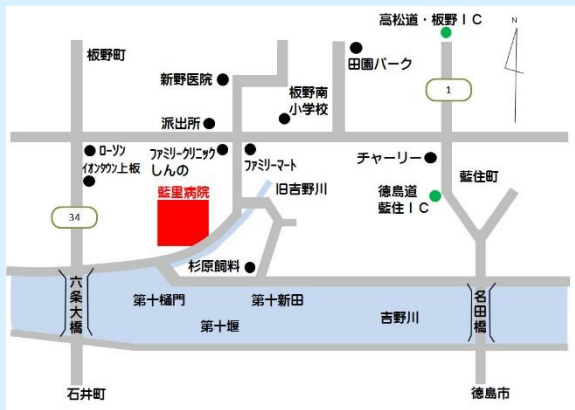 高松道・板野ＩＣ
N
板野町
田園パーク
新野医院
1
板野南
小学校
派出所
ローソン
イオンタウン上板
ファミリークリニック
しんの
ファミリーマート
チャーリー
藍住町
藍里病院
旧吉野川
徳島道
藍住ＩＣ
34
杉原飼料
六条大橋
第十樋門
第十新田
第十堰
吉野川
名田橋
石井町
徳島市